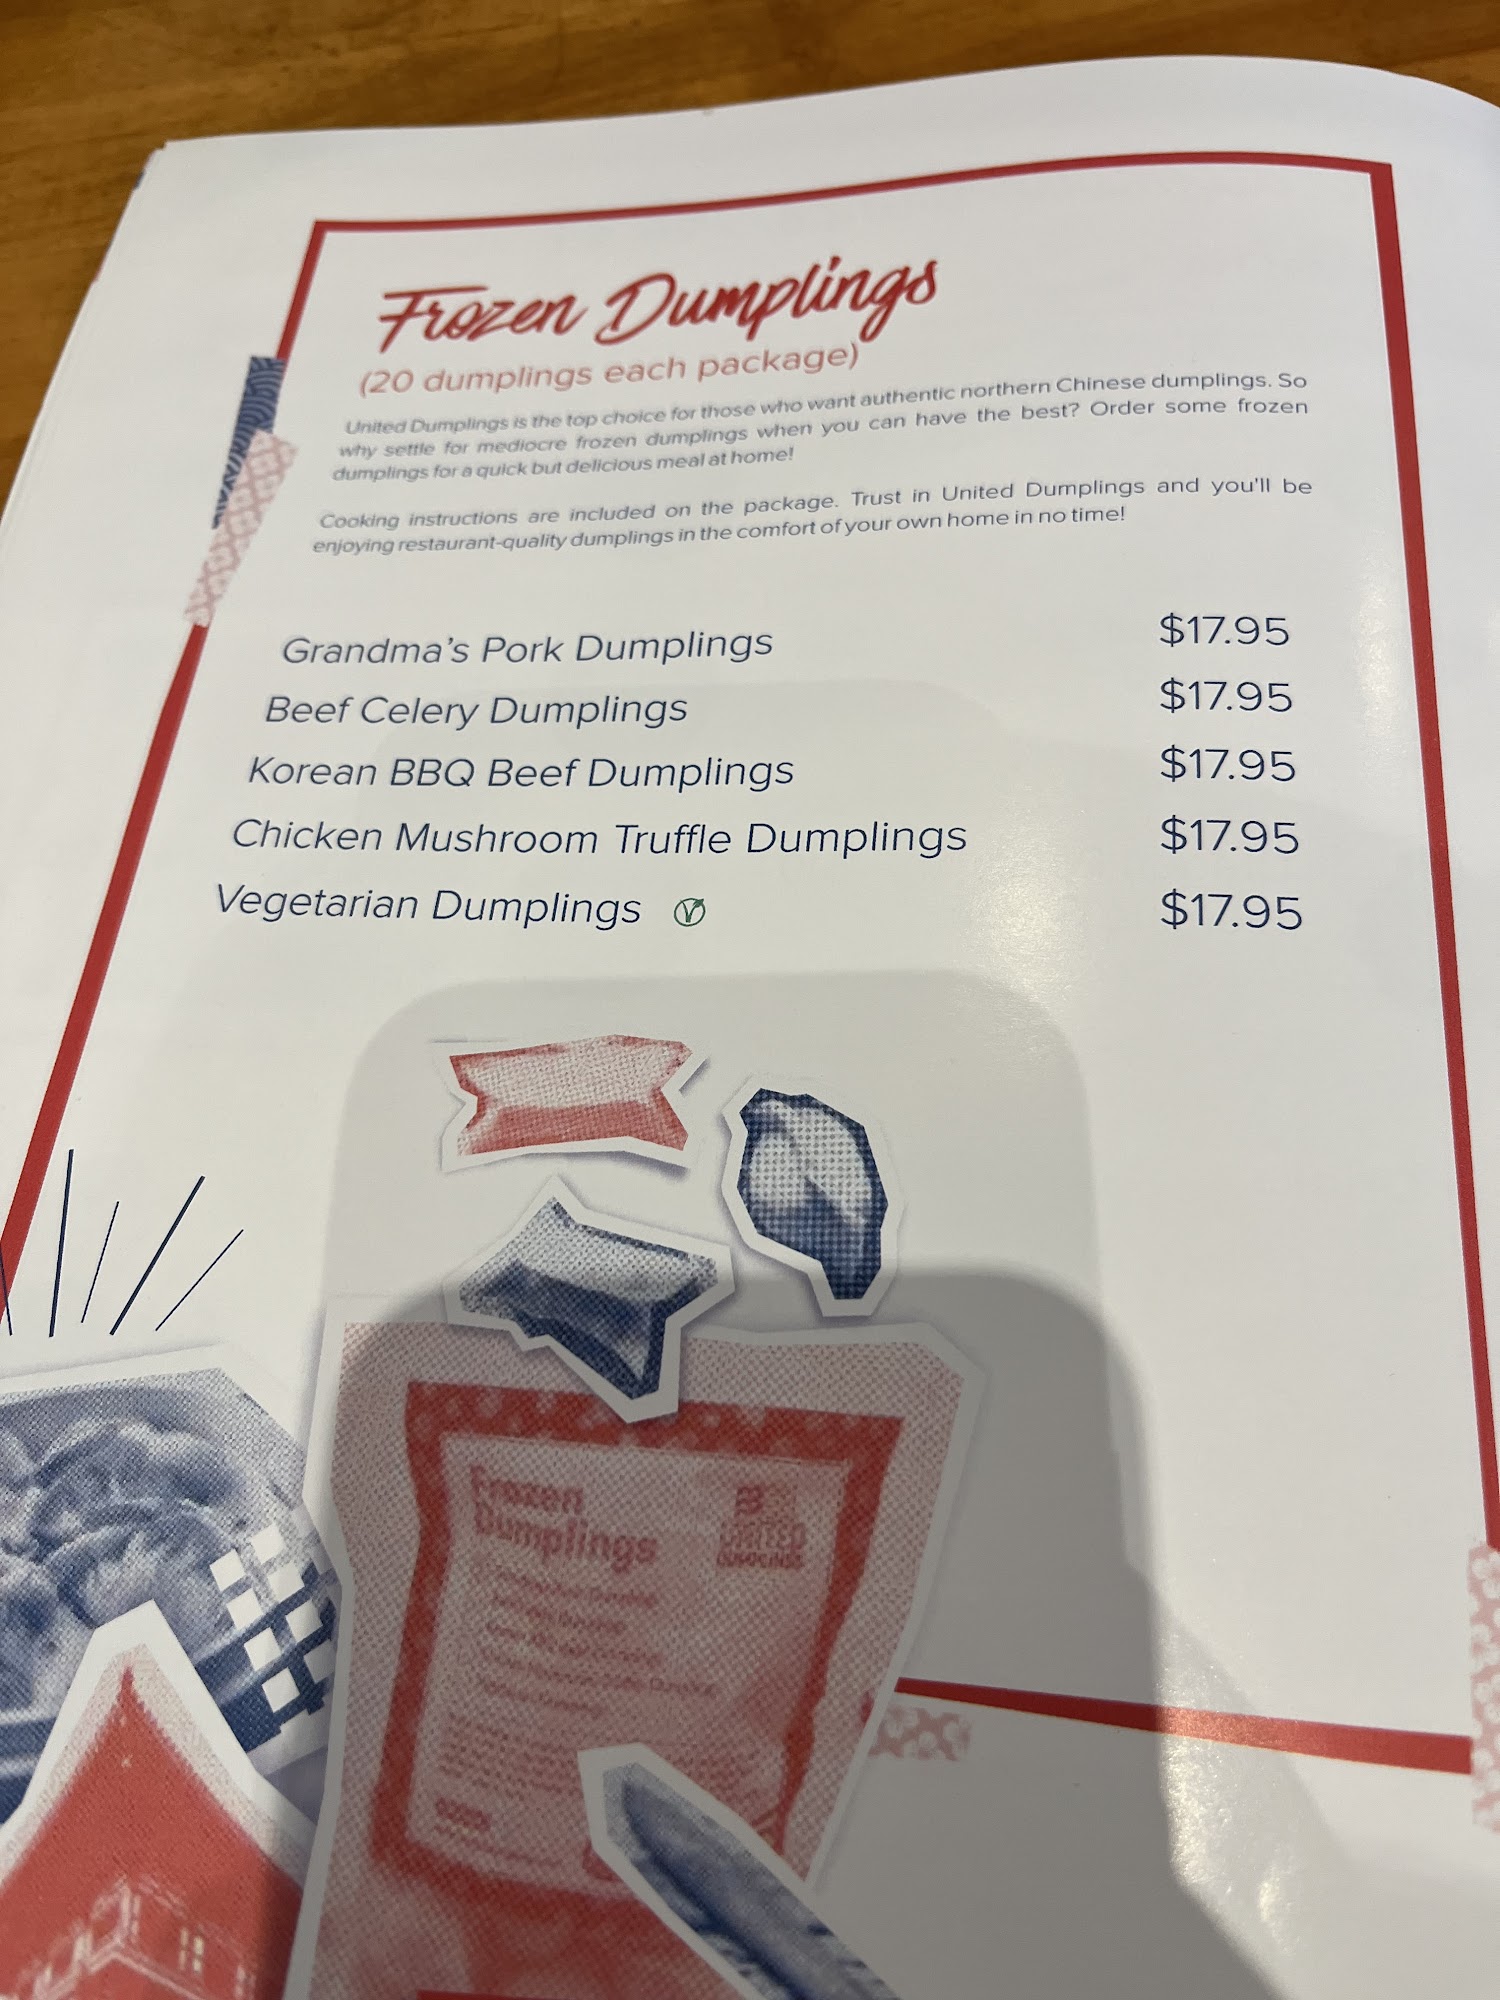 Frozen Dumplings
(20 dumplings each package)
United Dumplings is the top choice for those who want authentic northern Chinese dumplings. So
why settle for mediocre frozen dumplings when you can have the best? Order some frozen
dumplings for a quick but delicious meal at home!
Cooking instructions are included on the package. Trust in United Dumplings and you'll be
enjoying restaurant-quality dumplings in the comfort of your own home in no time!
Grandma's Pork Dumplings $17.95
Beef Celery Dumplings $17.95
Korean BBQ Beef Dumplings $17.95
Chicken Mushroom Truffle Dumplings $17.95
Vegetarian Dumplings V $17.95
Frozen
Dumplings
UNITED
DUMPLINGS